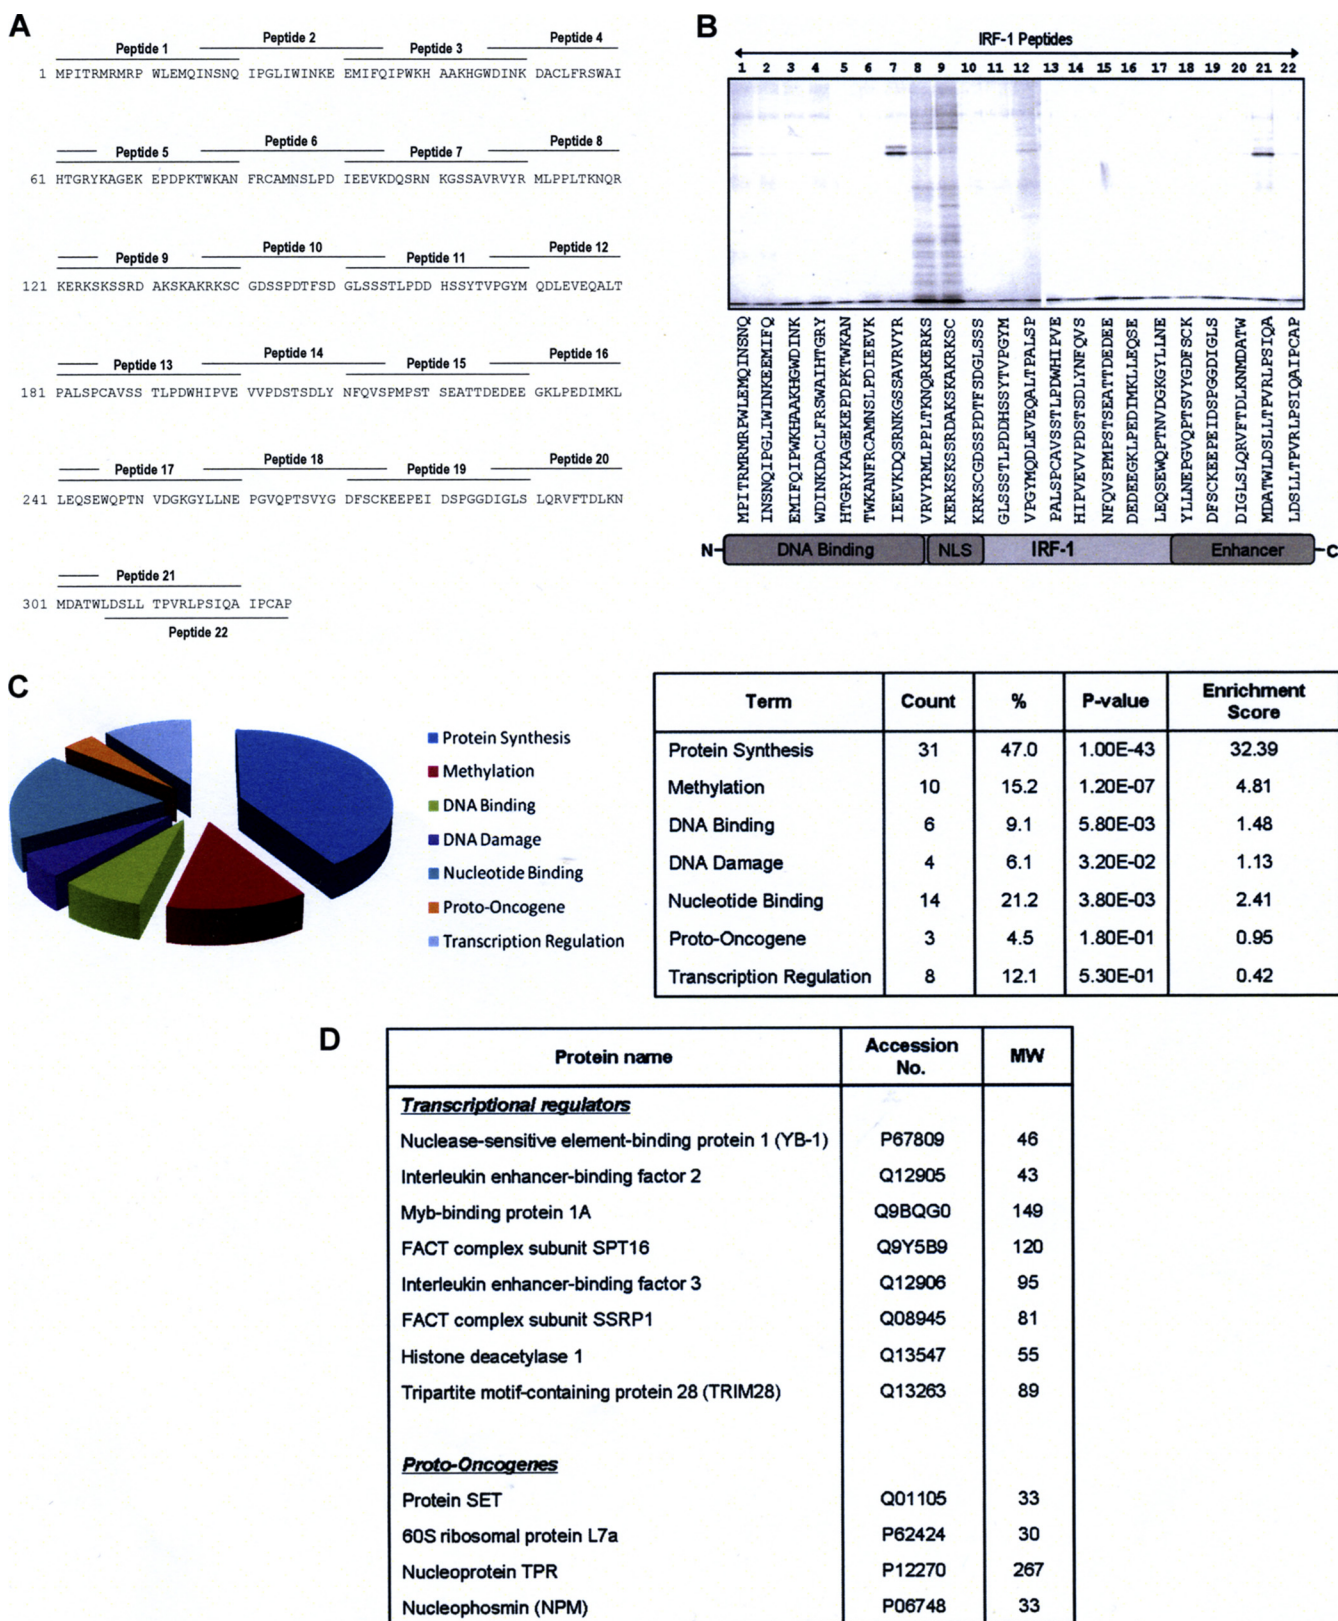 A
Peptide 1 Peptide 2 Peptide 3 Peptide 4
1 MPITRMRMRP WLEMQINSNQ IPGLIWINKE EMIFQIPWKH AAKHGWDINK DACLFRSWAI
Peptide 5 Peptide 6 Peptide 7 Peptide 8
61 HTGRYKAGEK EPDPKTWKAN FRCAMNSLPD IEEVKDQSRN KGSSAVRVYR MLPPLTKNQR
Peptide 9 Peptide 10 Peptide 11 Peptide 12
121 KERKSKSSRD AKSKAKRKSC GDSSPDTFSD GLSSSTLPDD HSSYTVPGYM QDLEVEQALT
Peptide 13 Peptide 14 Peptide 15 Peptide 16
181 PALSPCAVSS TLPDWHIPVE VVPDSTSDLY NFQVSPMPST SEATTDEDEE GKLPEDIMKL
Peptide 17 Peptide 18 Peptide 19 Peptide 20
241 LEQSEWQPTN VDGKGYLLNE PGVQPTSVYG DFSCKEEPEI DSPGGDIGLS LQRVFTDLKN
Peptide 21
301 MDATWLDSLL TPVRLPSIQA IPCAP
Peptide 22
B
IRF-1 Peptides
1 2 3 4 5 6 7 8 9 10 11 12 13 14 15 16 17 18 19 20 21 22
MPITRMRMRPWLEMQINSNQ
INSNQIPGLIWINKEEMIFQ
EMIFQIPWKHAAKHGWDINK
WDINKDACLFRSWAIHTGRY
HTGRYKAGEKEPDPKTWKAN
TWKANFRCAMNSLPDIEEVK
IEEVKDQSRNKGSSAVRVYR
VRVYRMLPPLTKNQRKERKS
KERKSKSSRDAKSKAKRKSC
KRKSCGDSSPDTFSDGLSSS
GLSSSTLPDDHSSYTVPGYM
VPGYMQDLEVEQALTPALSP
PALSPCAVSSTLPDWHIPVE
HIPVEVVPDSTSDLYNFQVS
NFQVSPMPSTSEATTDEDEE
DEDEEGKLPEDIMKLLEQSE
LEQSEWQPTNVDGKGYLLNE
YLLNEPGVQPTSVYGDFSCK
DFSCKEEPEIDSPGGDIGLS
DIGLSLQRVFTDLKNMDATW
MDATWLDSLLTPVRLPSIQA
LDSLLTPVRLPSIQAIPCAP
N DNA Binding NLS IRF-1 Enhancer C
C
Protein Synthesis
Methylation
DNA Binding
DNA Damage
Nucleotide Binding
Proto-Oncogene
Transcription Regulation
Term Count % P-value Enrichment Score
Protein Synthesis 31 47.0 1.00E-43 32.39
Methylation 10 15.2 1.20E-07 4.81
DNA Binding 6 9.1 5.80E-03 1.48
DNA Damage 4 6.1 3.20E-02 1.13
Nucleotide Binding 14 21.2 3.80E-03 2.41
Proto-Oncogene 3 4.5 1.80E-01 0.95
Transcription Regulation 8 12.1 5.30E-01 0.42
D
Protein name Accession No. MW
Transcriptional regulators
Nuclease-sensitive element-binding protein 1 (YB-1) P67809 46
Interleukin enhancer-binding factor 2 Q12905 43
Myb-binding protein 1A Q9BQG0 149
FACT complex subunit SPT16 Q9Y5B9 120
Interleukin enhancer-binding factor 3 Q12906 95
FACT complex subunit SSRP1 Q08945 81
Histone deacetylase 1 Q13547 55
Tripartite motif-containing protein 28 (TRIM28) Q13263 89
Proto-Oncogenes
Protein SET Q01105 33
60S ribosomal protein L7a P62424 30
Nucleoprotein TPR P12270 267
Nucleophosmin (NPM) P06748 33